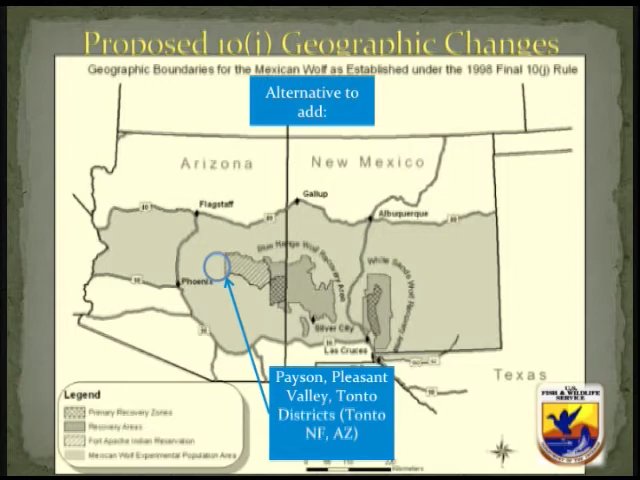 Proposed 10(j) Geographic Changes
Geographic Boundaries for the Mexican Wolf as Established under the 1998 Final 10(j) Rule
Alternative to
add:
Arizona
New Mexico
Gallup
Flagstaff
Albuquerque
Blue Range Wolf Recovery Area
White Sands Wolf Recovery Area
Phoenix
Silver City
Las Cruces
Texas
Payson, Pleasant
Valley, Tonto
Districts (Tonto
NF, AZ)
Legend
Primary Recovery Zones
Recovery Areas
Fort Apache Indian Reservation
Mexican Wolf Experimental Population Area
Kilometers
U.S.
FISH & WILDLIFE
SERVICE